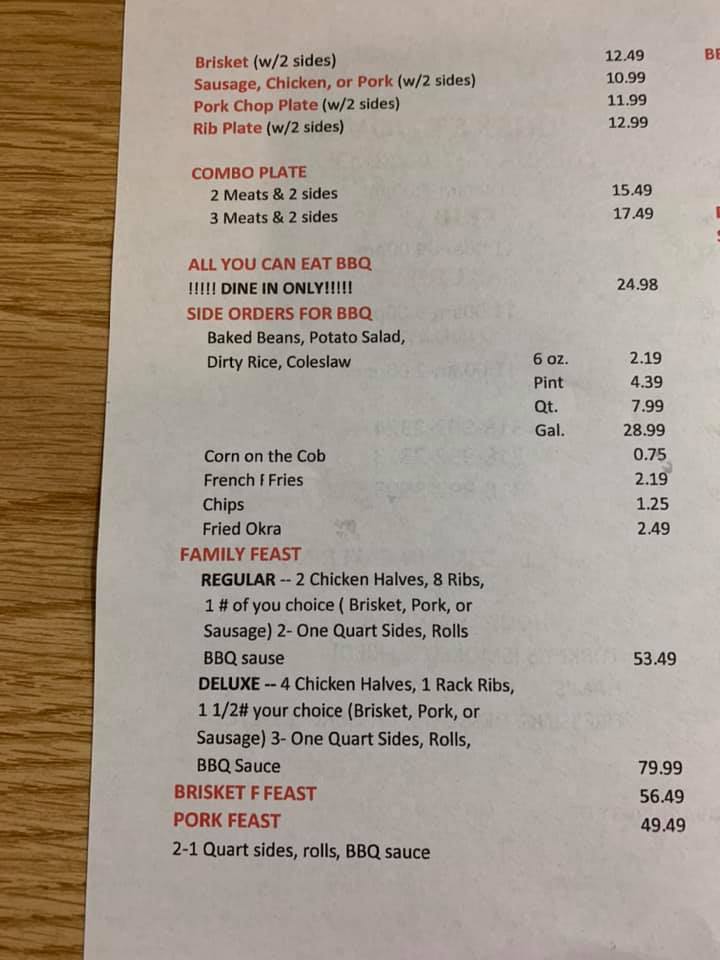 Brisket (w/2 sides) 12.49
Sausage, Chicken, or Pork (w/2 sides) 10.99
Pork Chop Plate (w/2 sides) 11.99
Rib Plate (w/2 sides) 12.99
COMBO PLATE
2 Meats & 2 sides 15.49
3 Meats & 2 sides 17.49
ALL YOU CAN EAT BBQ
!!!!! DINE IN ONLY!!!!! 24.98
SIDE ORDERS FOR BBQ
Baked Beans, Potato Salad,
Dirty Rice, Coleslaw 6 oz. 2.19
Pint 4.39
Qt. 7.99
Gal. 28.99
Corn on the Cob 0.75
French f Fries 2.19
Chips 1.25
Fried Okra 2.49
FAMILY FEAST
REGULAR -- 2 Chicken Halves, 8 Ribs,
1 # of you choice ( Brisket, Pork, or
Sausage) 2- One Quart Sides, Rolls
BBQ sause 53.49
DELUXE -- 4 Chicken Halves, 1 Rack Ribs,
1 1/2# your choice (Brisket, Pork, or
Sausage) 3- One Quart Sides, Rolls,
BBQ Sauce 79.99
BRISKET F FEAST 56.49
PORK FEAST 49.49
2-1 Quart sides, rolls, BBQ sauce